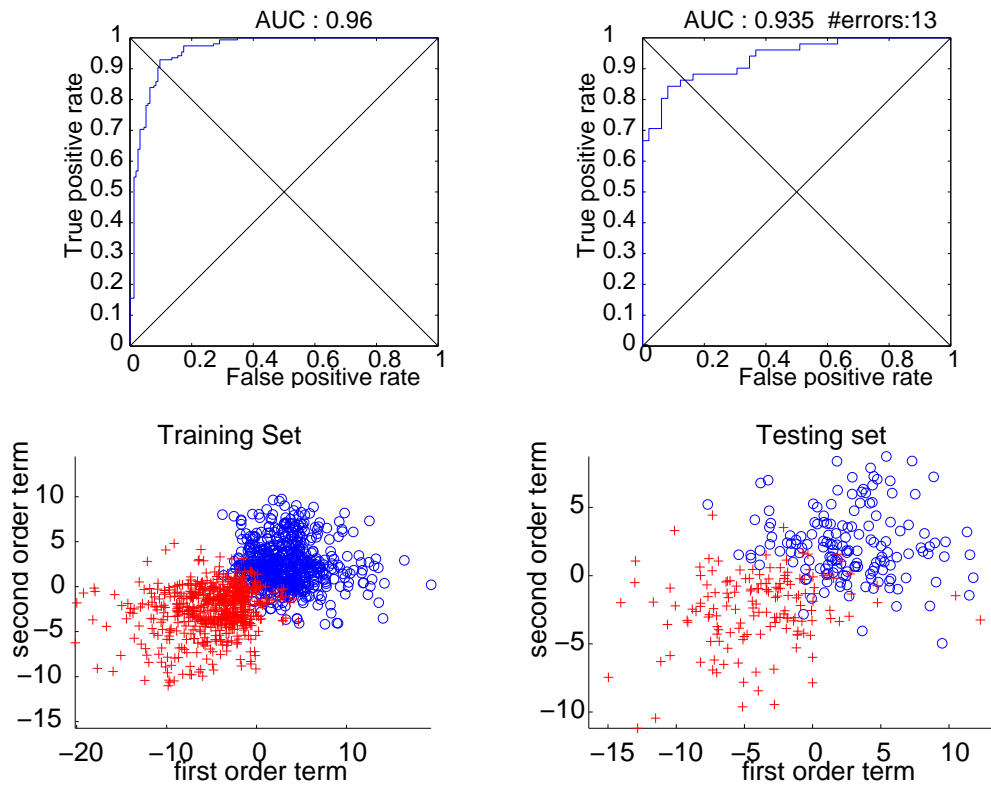 AUC : 0.96
1
0.9
0.8
0.7
0.6
0.5
0.4
0.3
0.2
0.1
0
True positive rate
0 0.2 0.4 0.6 0.8 1
False positive rate
AUC : 0.935 #errors:13
1
0.9
0.8
0.7
0.6
0.5
0.4
0.3
0.2
0.1
0
True positive rate
0 0.2 0.4 0.6 0.8 1
False positive rate
Training Set
10
5
0
−5
−10
−15
second order term
−20 −10 0 10
first order term
Testing set
5
0
−5
−10
second order term
−15 −10 −5 0 5 10
first order term